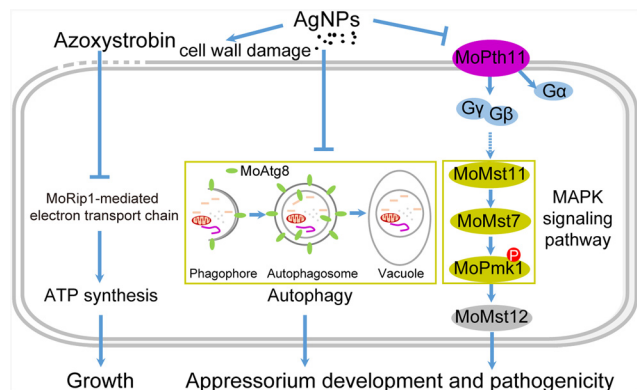 AgNPs
Azoxystrobin
cell wall damage
MoPth11
Gα
Gγ
Gβ
MoAtg8
MoRip1-mediated
electron transport chain
MoMst11
MoMst7
P
MoPmk1
MAPK
signaling
pathway
Phagophore
Autophagosome
Vacuole
ATP synthesis
Autophagy
MoMst12
Growth
Appressorium development and pathogenicity